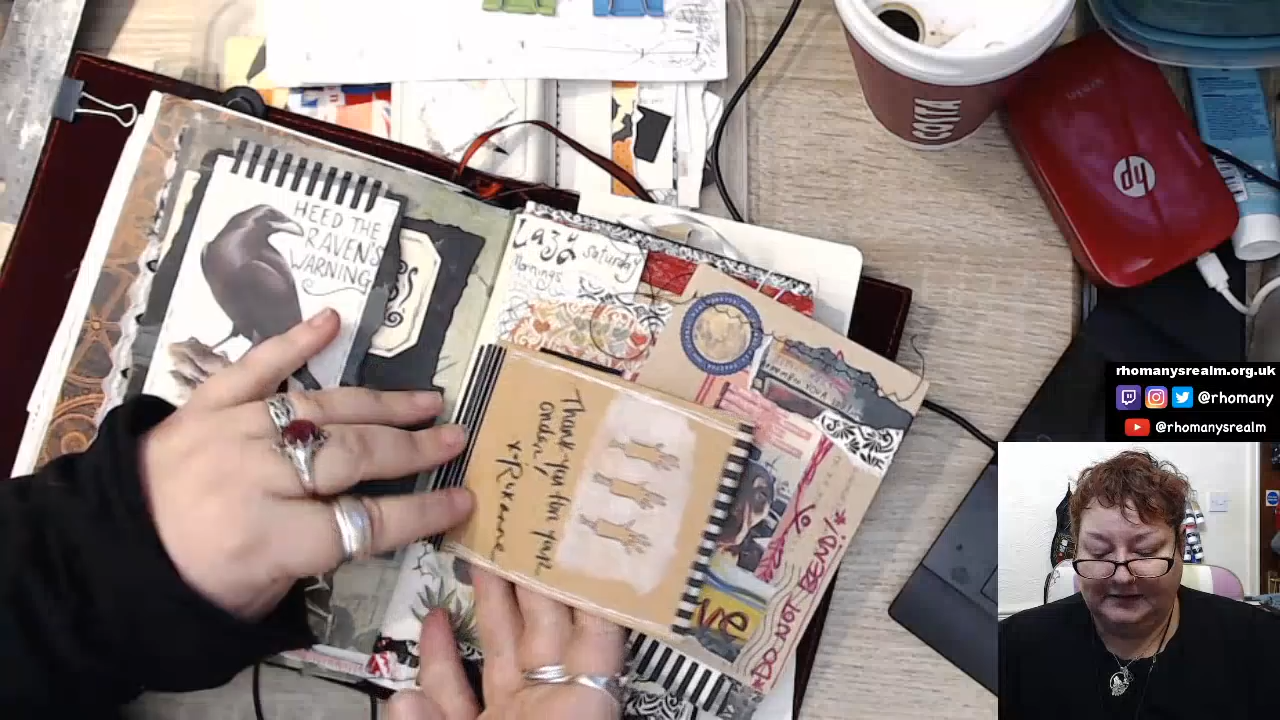 COSTA
hp
HEED THE
RAVEN'S
WARNING
Lazy Saturday
Mornings
Thank-you for your
order,
x-Roxanne
*DO NOT BEND!*
rhomanysrealm.org.uk
@rhomany
@rhomanysrealm